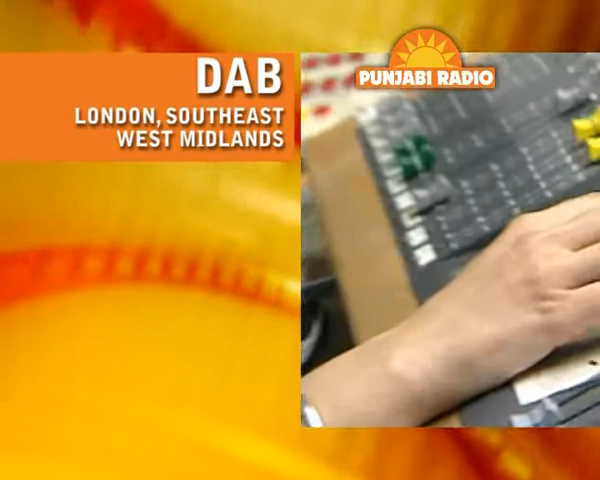 DAB
LONDON, SOUTHEAST
WEST MIDLANDS
PUNJABI RADIO